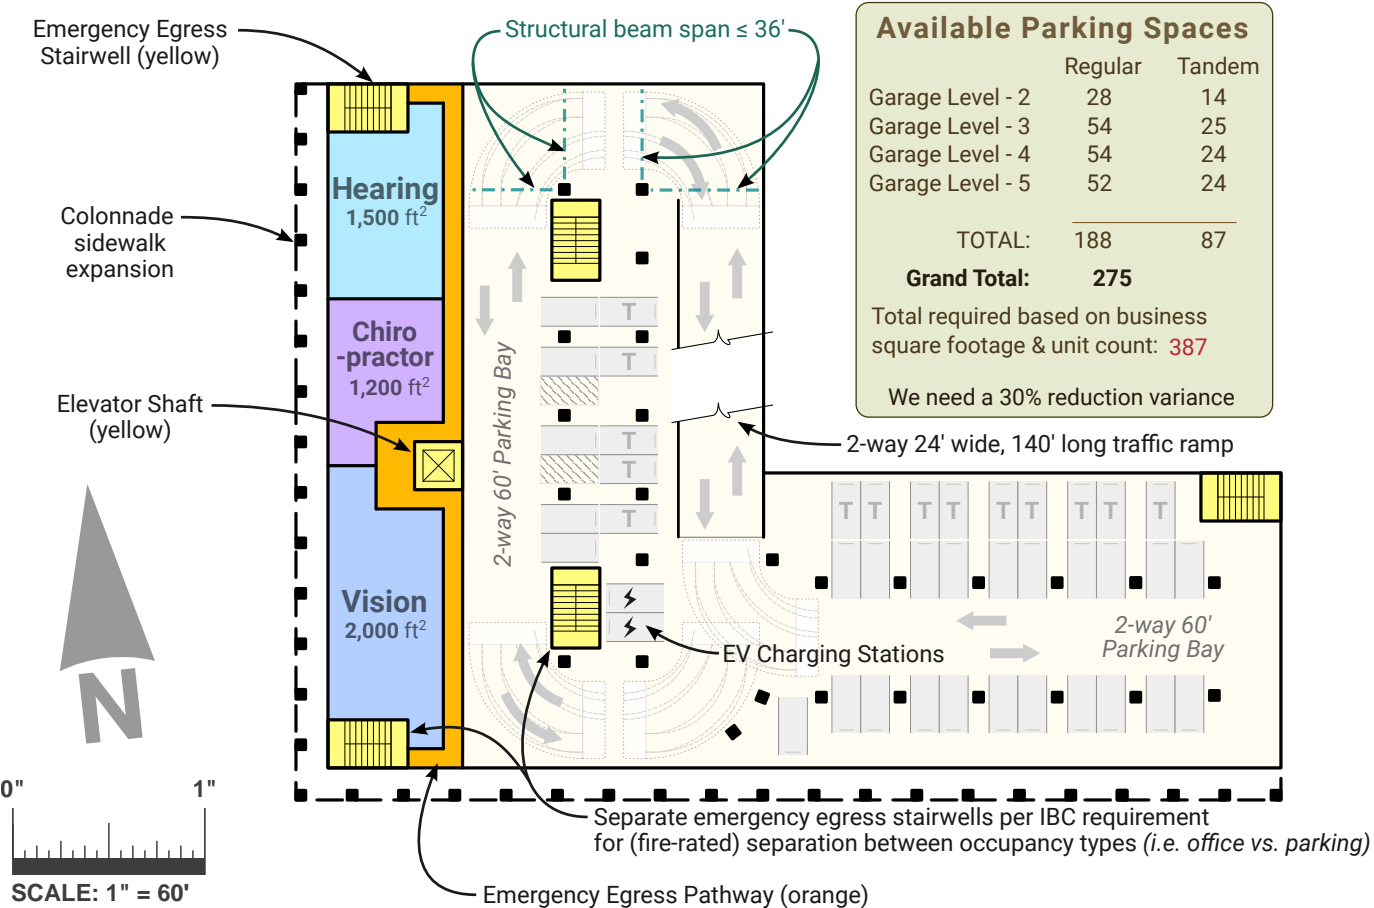 Emergency Egress
Stairwell (yellow)
Structural beam span ≤ 36'
Available Parking Spaces
Regular Tandem
Garage Level - 2 28 14
Garage Level - 3 54 25
Garage Level - 4 54 24
Garage Level - 5 52 24
TOTAL: 188 87
Grand Total: 275
Total required based on business
square footage & unit count: 387
We need a 30% reduction variance
Hearing
1,500 ft²
Colonnade
sidewalk
expansion
Chiro
-practor
1,200 ft²
Elevator Shaft
(yellow)
2-way 60' Parking Bay
T
T
T
T
T
2-way 24' wide, 140' long traffic ramp
T T T T T T T T T
Vision
2,000 ft²
2-way 60'
Parking Bay
EV Charging Stations
N
0" 1"
SCALE: 1" = 60'
Separate emergency egress stairwells per IBC requirement
for (fire-rated) separation between occupancy types (i.e. office vs. parking)
Emergency Egress Pathway (orange)